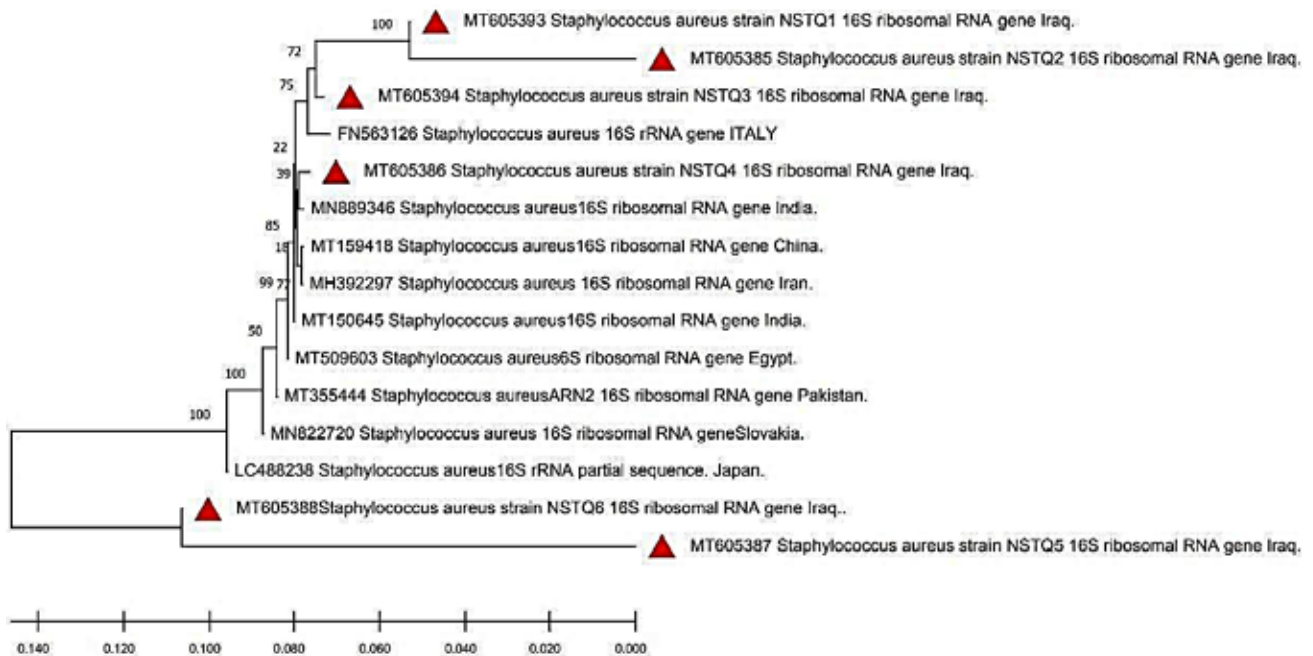 100
MT605393 Staphylococcus aureus strain NSTQ1 16S ribosomal RNA gene Iraq.
72
MT605385 Staphylococcus aureus strain NSTQ2 16S ribosomal RNA gene Iraq.
75
MT605394 Staphylococcus aureus strain NSTQ3 16S ribosomal RNA gene Iraq.
FN563126 Staphylococcus aureus 16S rRNA gene ITALY
22
39
MT605386 Staphylococcus aureus strain NSTQ4 16S ribosomal RNA gene Iraq.
MN889346 Staphylococcus aureus16S ribosomal RNA gene India.
85
18
MT159418 Staphylococcus aureus16S ribosomal RNA gene China.
99
77
MH392297 Staphylococcus aureus 16S ribosomal RNA gene Iran.
MT150645 Staphylococcus aureus16S ribosomal RNA gene India.
50
MT509603 Staphylococcus aureus6S ribosomal RNA gene Egypt.
100
MT355444 Staphylococcus aureusARN2 16S ribosomal RNA gene Pakistan.
100
MN822720 Staphylococcus aureus 16S ribosomal RNA geneSlovakia.
LC488238 Staphylococcus aureus16S rRNA partial sequence. Japan.
MT605388Staphylococcus aureus strain NSTQ6 16S ribosomal RNA gene Iraq..
MT605387 Staphylococcus aureus strain NSTQ5 16S ribosomal RNA gene Iraq.
0.140 0.120 0.100 0.080 0.060 0.040 0.020 0.000